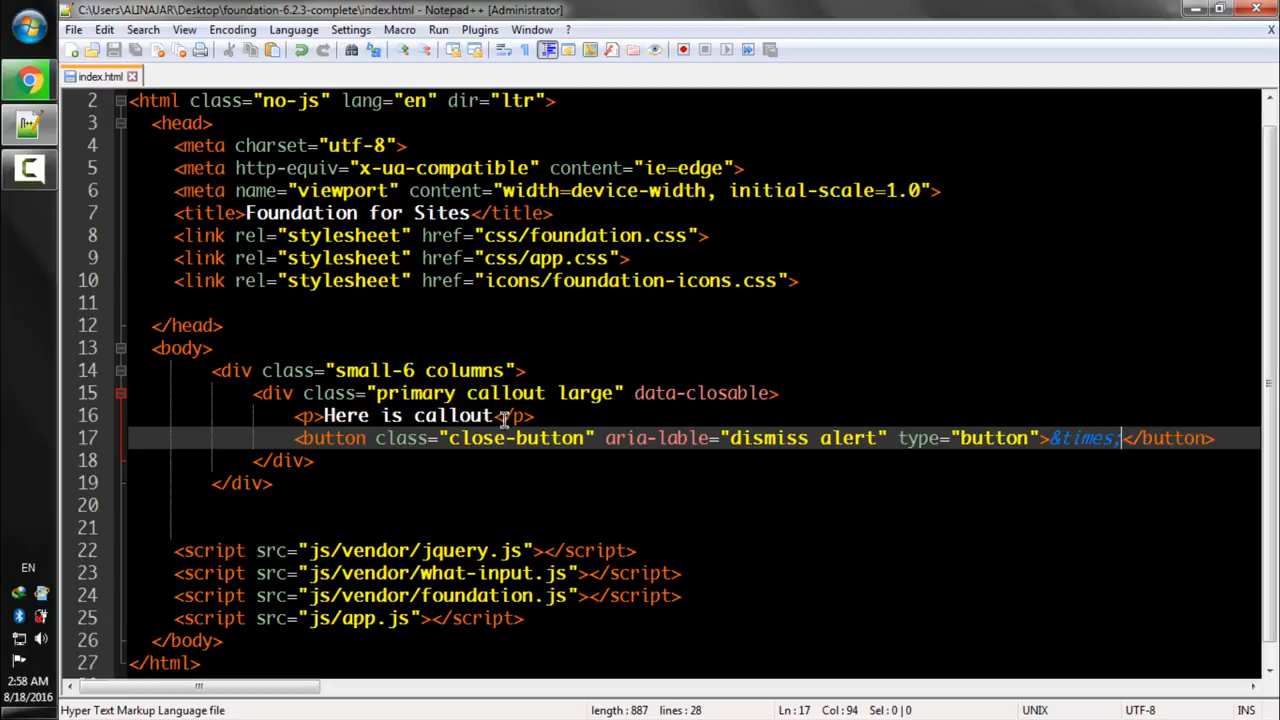 C:\Users\ALINAJAR\Desktop\foundation-6.2.3-complete\index.html - Notepad++ [Administrator]
File Edit Search View Encoding Language Settings Macro Run Plugins Window ? X
index.html
2 <html class="no-js" lang="en" dir="ltr">
3 <head>
4 <meta charset="utf-8">
5 <meta http-equiv="x-ua-compatible" content="ie=edge">
6 <meta name="viewport" content="width=device-width, initial-scale=1.0">
7 <title>Foundation for Sites</title>
8 <link rel="stylesheet" href="css/foundation.css">
9 <link rel="stylesheet" href="css/app.css">
10 <link rel="stylesheet" href="icons/foundation-icons.css">
11
12 </head>
13 <body>
14 <div class="small-6 columns">
15 <div class="primary callout large" data-closable>
16 <p>Here is callout</p>
17 <button class="close-button" aria-lable="dismiss alert" type="button">&times;</button>
18 </div>
19 </div>
20
21
22 <script src="js/vendor/jquery.js"></script>
23 <script src="js/vendor/what-input.js"></script>
24 <script src="js/vendor/foundation.js"></script>
25 <script src="js/app.js"></script>
26 </body>
27 </html>
EN
2:58 AM
8/18/2016
Hyper Text Markup Language file length : 887 lines : 28 Ln : 17 Col : 94 Sel : 0 | 0 UNIX UTF-8 INS